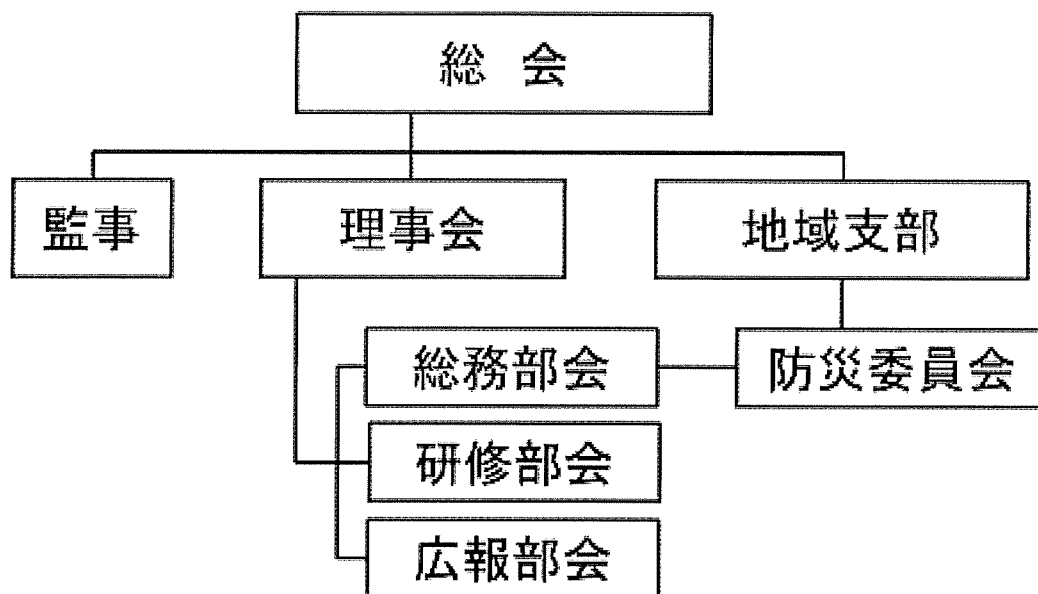 総 会
監事
理事会
地域支部
総務部会
防災委員会
研修部会
広報部会